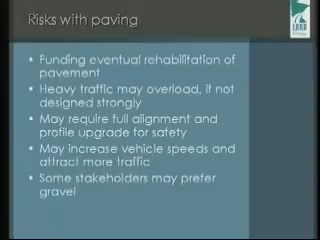 Risks with paving
• Funding eventual rehabilitation of
pavement
• Heavy traffic may overload, if not
designed strongly
• May require full alignment and
profile upgrade for safety
• May increase vehicle speeds and
attract more traffic
• Some stakeholders may prefer
gravel